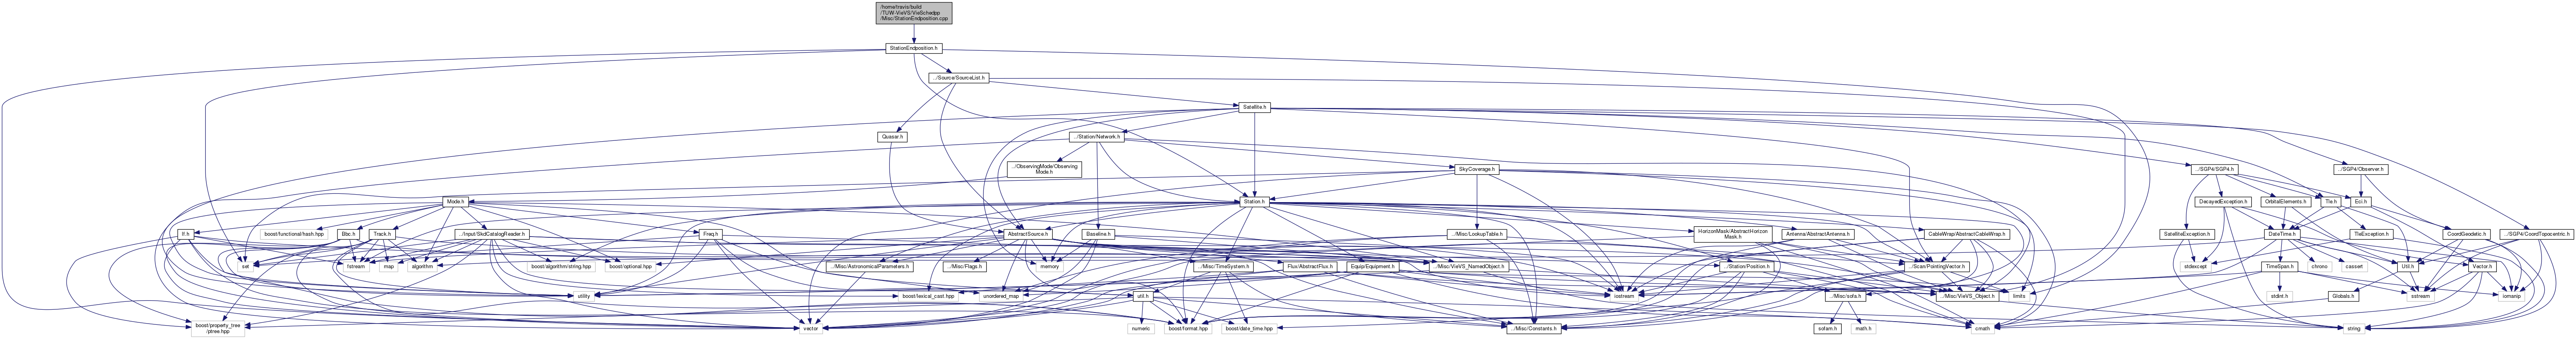 /home/travis/build
/TUW-VieVS/VieSchedpp
/Misc/StationEndposition.cpp
StationEndposition.h
../Source/SourceList.h
Satellite.h
Quasar.h
../Station/Network.h
../ObservingMode/Observing
Mode.h
SkyCoverage.h
../SGP4/SGP4.h
../SGP4/Observer.h
Mode.h
Station.h
DecayedException.h
OrbitalElements.h
Tle.h
Eci.h
If.h
boost/functional/hash.hpp
Bbc.h
Track.h
../Input/SkdCatalogReader.h
Freq.h
AbstractSource.h
Baseline.h
../Misc/LookupTable.h
HorizonMask/AbstractHorizon
Mask.h
Antenna/AbstractAntenna.h
CableWrap/AbstractCableWrap.h
SatelliteException.h
DateTime.h
TleException.h
CoordGeodetic.h
../SGP4/CoordTopocentric.h
set
fstream
map
algorithm
boost/algorithm/string.hpp
boost/optional.hpp
../Misc/AstronomicalParameters.h
../Misc/Flags.h
memory
../Misc/TimeSystem.h
Flux/AbstractFlux.h
Equip/Equipment.h
../Misc/VieVS_NamedObject.h
../Station/Position.h
../Scan/PointingVector.h
stdexcept
TimeSpan.h
chrono
cassert
Util.h
Vector.h
utility
boost/lexical_cast.hpp
unordered_map
util.h
iostream
../Misc/sofa.h
../Misc/VieVS_Object.h
limits
stdint.h
Globals.h
sstream
iomanip
boost/property_tree
/ptree.hpp
vector
numeric
boost/format.hpp
boost/date_time.hpp
../Misc/Constants.h
sofam.h
math.h
cmath
string